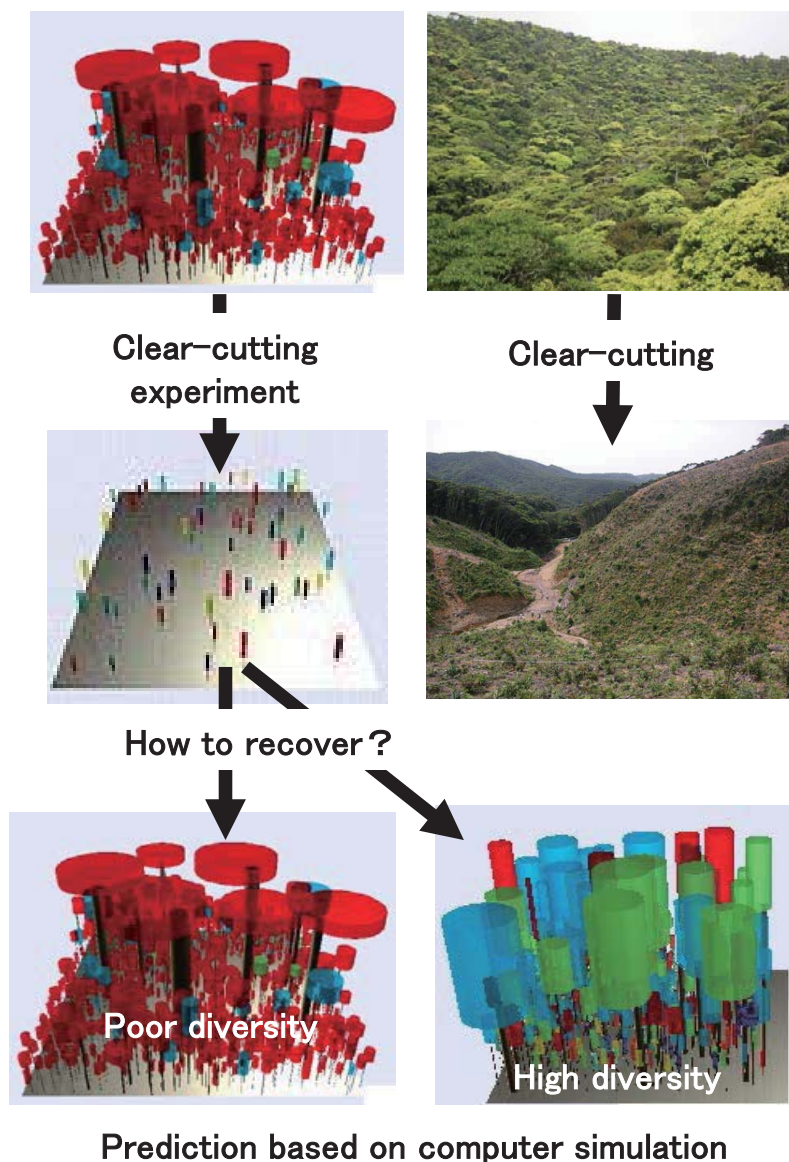 Clear-cutting
experiment
Clear-cutting
How to recover?
Poor diversity
High diversity
Prediction based on computer simulation